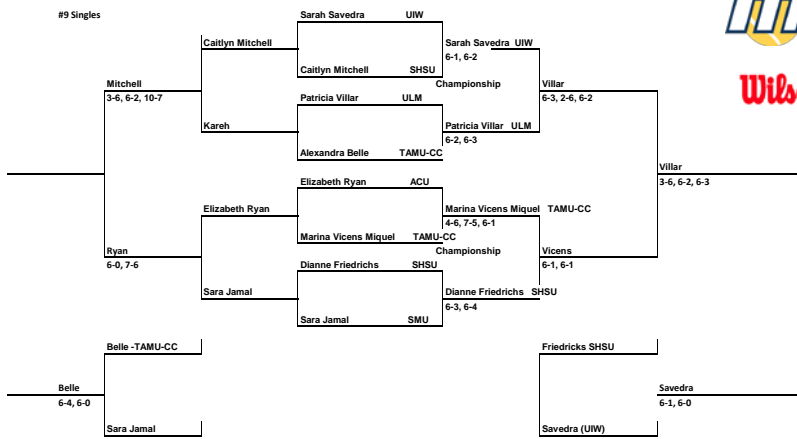 #9 Singles
Sarah Savedra UIW
Caitlyn Mitchell
Sarah Savedra UIW
6-1, 6-2
Caitlyn Mitchell SHSU
Mitchell
3-6, 6-2, 10-7
Championship
Villar
6-3, 2-6, 6-2
Wils
Patricia Villar ULM
Kareh
Patricia Villar ULM
6-2, 6-3
Alexandra Belle TAMU-CC
Villar
3-6, 6-2, 6-3
Elizabeth Ryan ACU
Elizabeth Ryan
Marina Vicens Miquel TAMU-CC
4-6, 7-5, 6-1
Marina Vicens Miquel TAMU-CC
Ryan
6-0, 7-6
Championship
Vicens
6-1, 6-1
Dianne Friedrichs SHSU
Sara Jamal
Dianne Friedrichs SHSU
6-3, 6-4
Sara Jamal SMU
Belle -TAMU-CC
Friedricks SHSU
Belle
6-4, 6-0
Savedra
6-1, 6-0
Sara Jamal
Savedra (UIW)